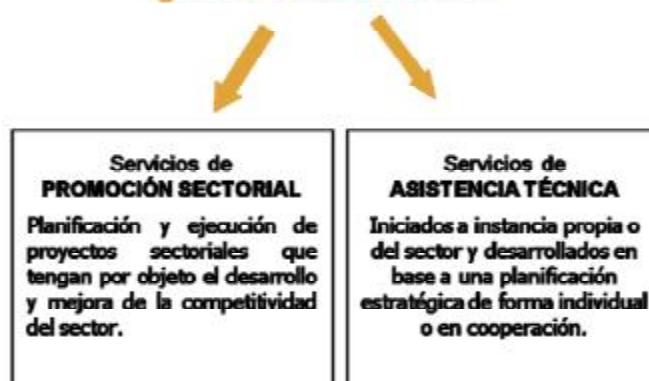 Servicios de
PROMOCIÓN SECTORIAL
Planificación y ejecución de
proyectos sectoriales que
tengan por objeto el desarrollo
y mejora de la competitividad
del sector.
Servicios de
ASISTENCIA TÉCNICA
Iniciados a instancia propia o
del sector y desarrollados en
base a una planificación
estratégica de forma individual
o en cooperación.